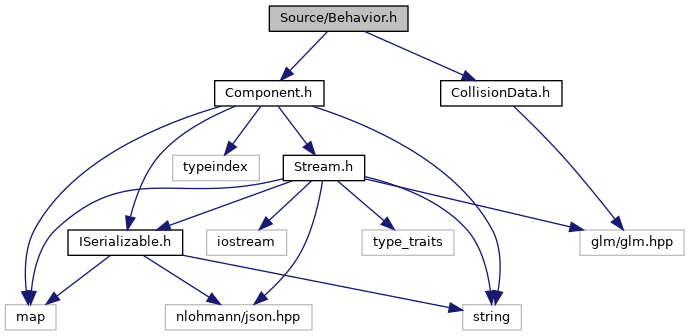 Source/Behavior.h
Component.h
CollisionData.h
typeindex
Stream.h
ISerializable.h
iostream
type_traits
glm/glm.hpp
map
nlohmann/json.hpp
string